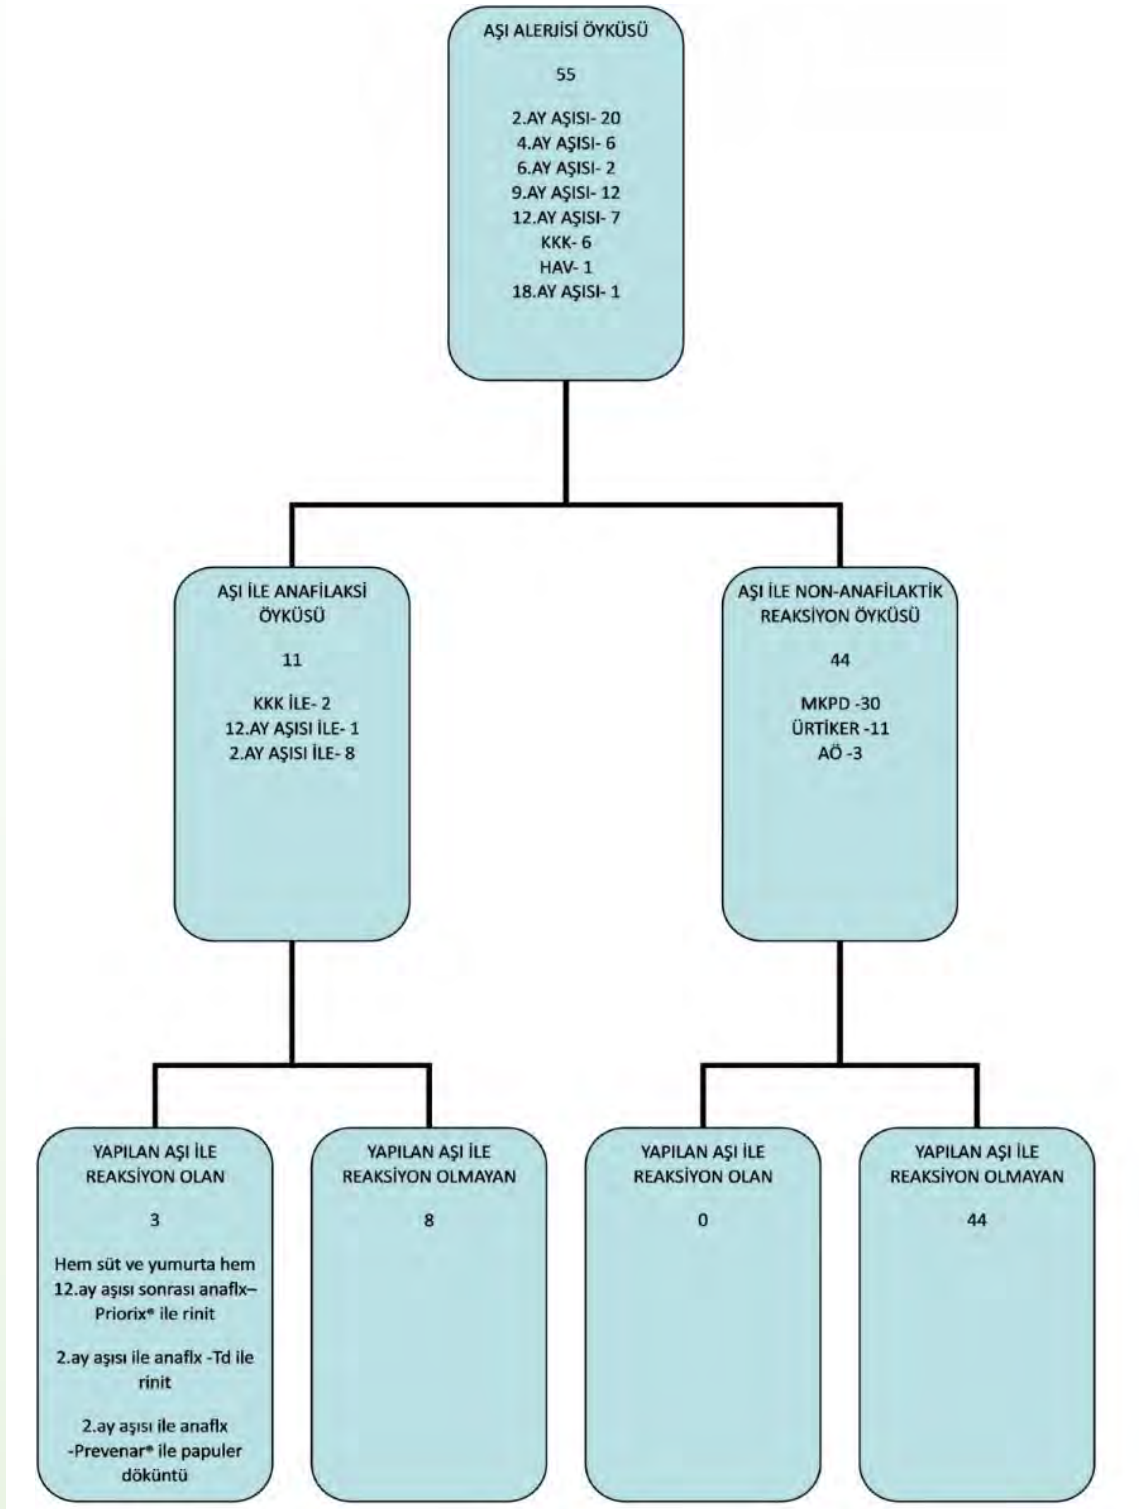 AŞI ALERJİSİ ÖYKÜSÜ
55
2.AY AŞISI- 20
4.AY AŞISI- 6
6.AY AŞISI- 2
9.AY AŞISI- 12
12.AY AŞISI- 7
KKK- 6
HAV- 1
18.AY AŞISI- 1
AŞI İLE ANAFİLAKSİ
ÖYKÜSÜ
11
KKK İLE- 2
12.AY AŞISI İLE- 1
2.AY AŞISI İLE- 8
AŞI İLE NON-ANAFİLAKTİK
REAKSİYON ÖYKÜSÜ
44
MKPD -30
ÜRTİKER -11
AÖ -3
YAPILAN AŞI İLE
REAKSİYON OLAN
3
Hem süt ve yumurta hem
12.ay aşısı sonrası anaflx–
Priorix® ile rinit
2.ay aşısı ile anaflx -Td ile
rinit
2.ay aşısı ile anaflx
-Prevenar® ile papuler
döküntü
YAPILAN AŞI İLE
REAKSİYON OLMAYAN
8
YAPILAN AŞI İLE
REAKSİYON OLAN
0
YAPILAN AŞI İLE
REAKSİYON OLMAYAN
44